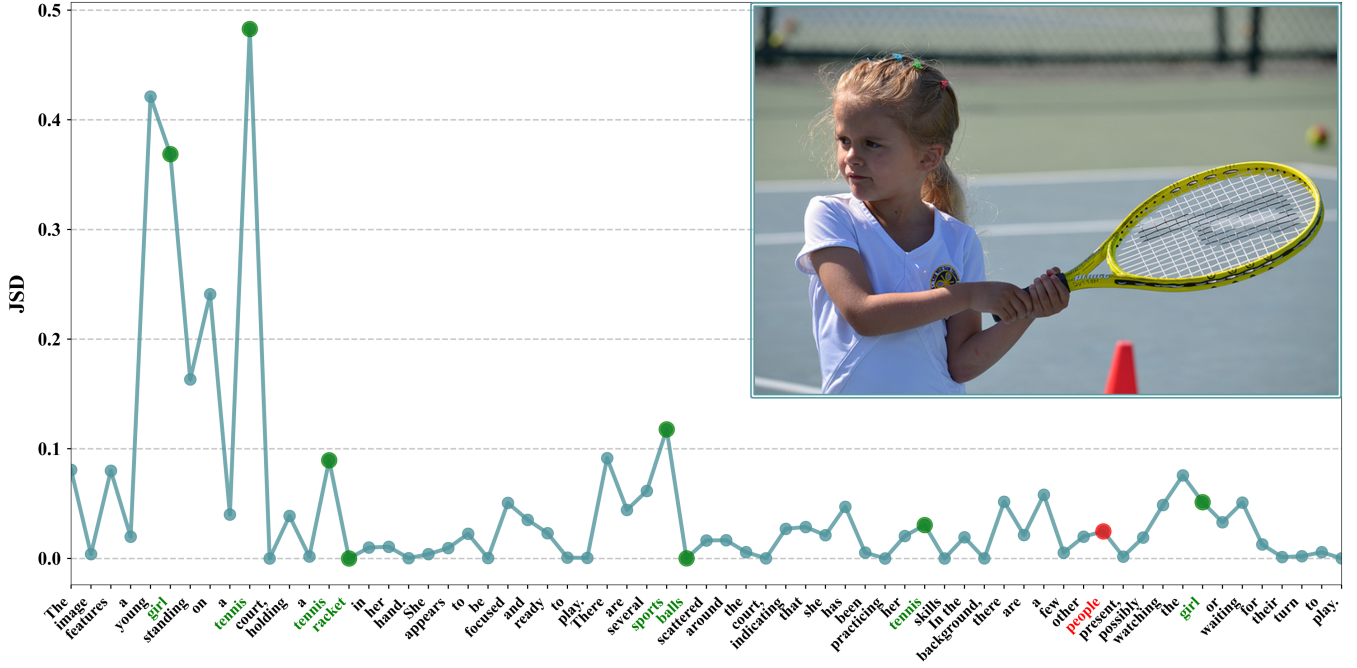 0.5
0.4
0.3
0.2
0.1
0.0
JSD
The
image
features
a
young
girl
standing
on
a
tennis
court,
holding
a
tennis
racket
in
her
hand.
She
appears
to
be
focused
and
ready
to
play.
There
are
several
sports
balls
scattered
around
the
court,
indicating
that
she
has
been
practicing
her
tennis
skills
In the
background,
there
are
a
few
other
people
present,
possibly
watching
the
girl
or
waiting
for
their
turn
to
play.